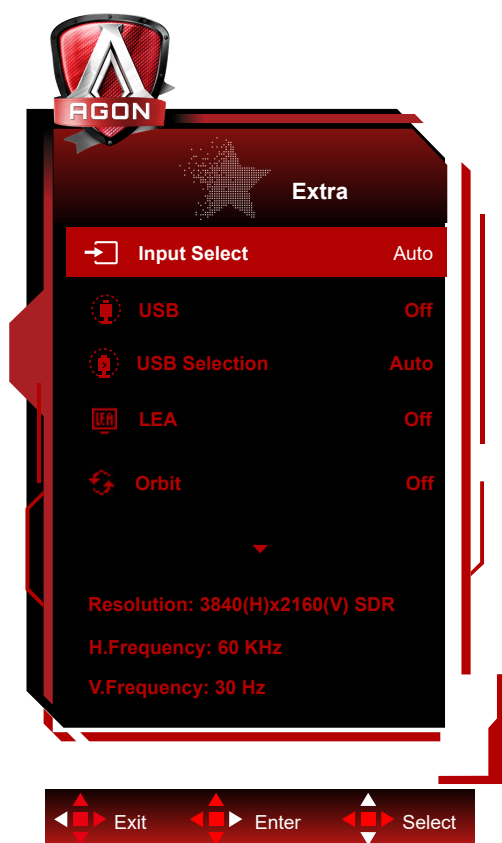 AGON
Extra
Input Select Auto
USB Off
USB Selection Auto
LEA Off
Orbit Off
Resolution: 3840(H)x2160(V) SDR
H.Frequency: 60 KHz
V.Frequency: 30 Hz
Exit Enter Select